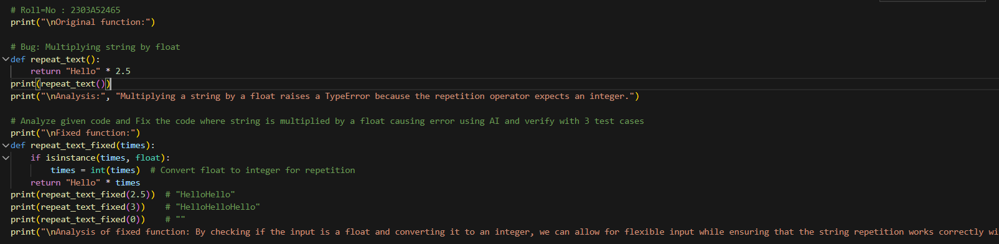 # Roll=No : 2303A52465
print("\nOriginal function:")
# Bug: Multiplying string by float
def repeat_text():
    return "Hello" * 2.5
print(repeat_text())
print("\nAnalysis:", "Multiplying a string by a float raises a TypeError because the repetition operator expects an integer.")
# Analyze given code and Fix the code where string is multiplied by a float causing error using AI and verify with 3 test cases
print("\nFixed function:")
def repeat_text_fixed(times):
    if isinstance(times, float):
        times = int(times)  # Convert float to integer for repetition
    return "Hello" * times
print(repeat_text_fixed(2.5))  # "HelloHello"
print(repeat_text_fixed(3))    # "HelloHelloHello"
print(repeat_text_fixed(0))    # ""
print("\nAnalysis of fixed function: By checking if the input is a float and converting it to an integer, we can allow for flexible input while ensuring that the string repetition works correctly wi